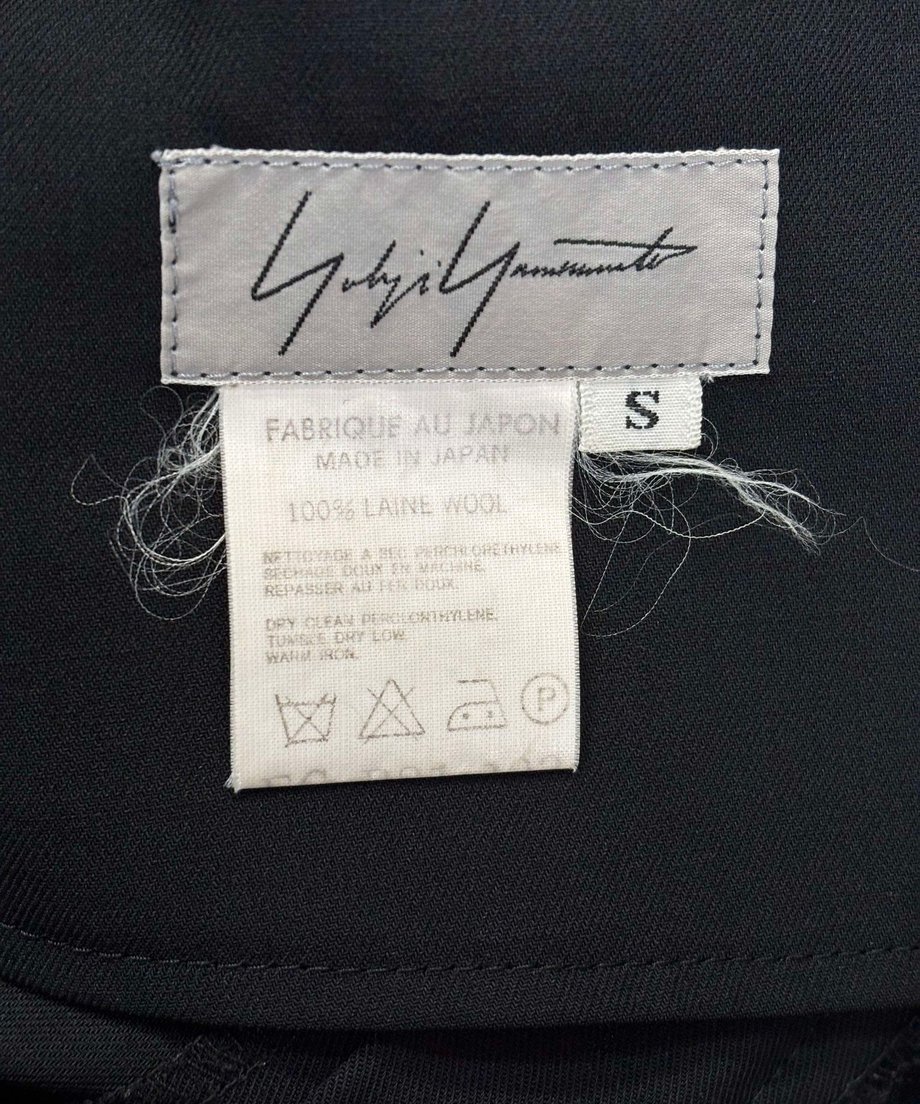 Yohji Yamamoto
S
FABRIQUE AU JAPON
MADE IN JAPAN
100% LAINE WOOL
NETTOYAGE A SEC PERCHLORETHYLENE
SECHAGE DOUX EN MACHINE.
REPASSER AU FER DOUX.
DRY CLEAN PERCLORTHYLENE.
TUMBLE DRY LOW.
WARM IRON.
P